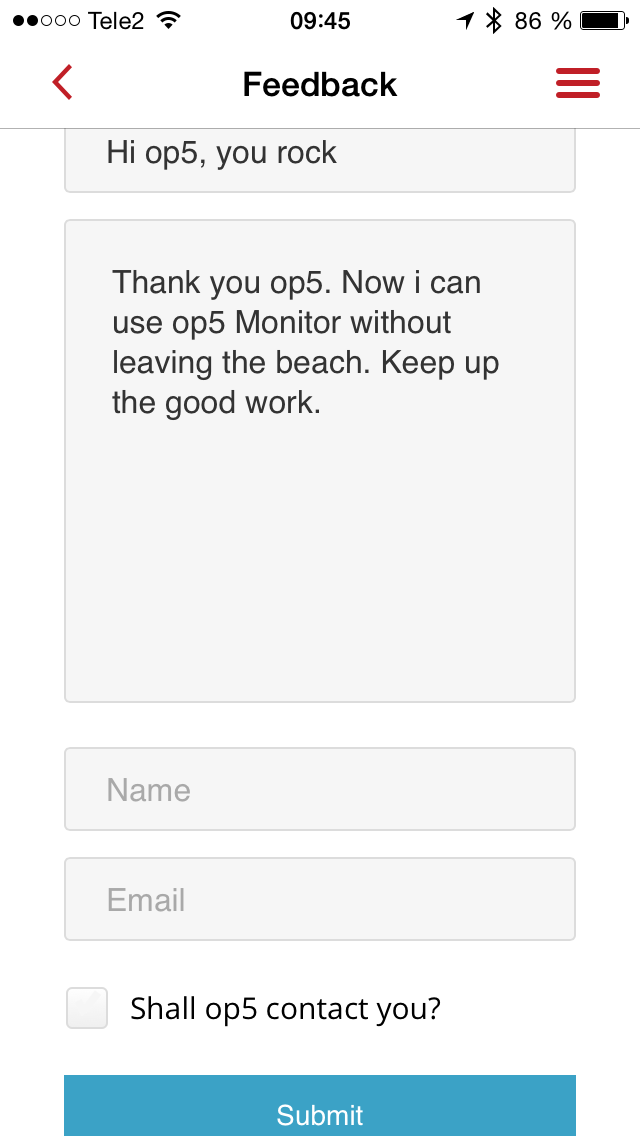 Tele2 09:45 86 %
Feedback
Hi op5, you rock
Thank you op5. Now i can
use op5 Monitor without
leaving the beach. Keep up
the good work.
Name
Email
Shall op5 contact you?
Submit